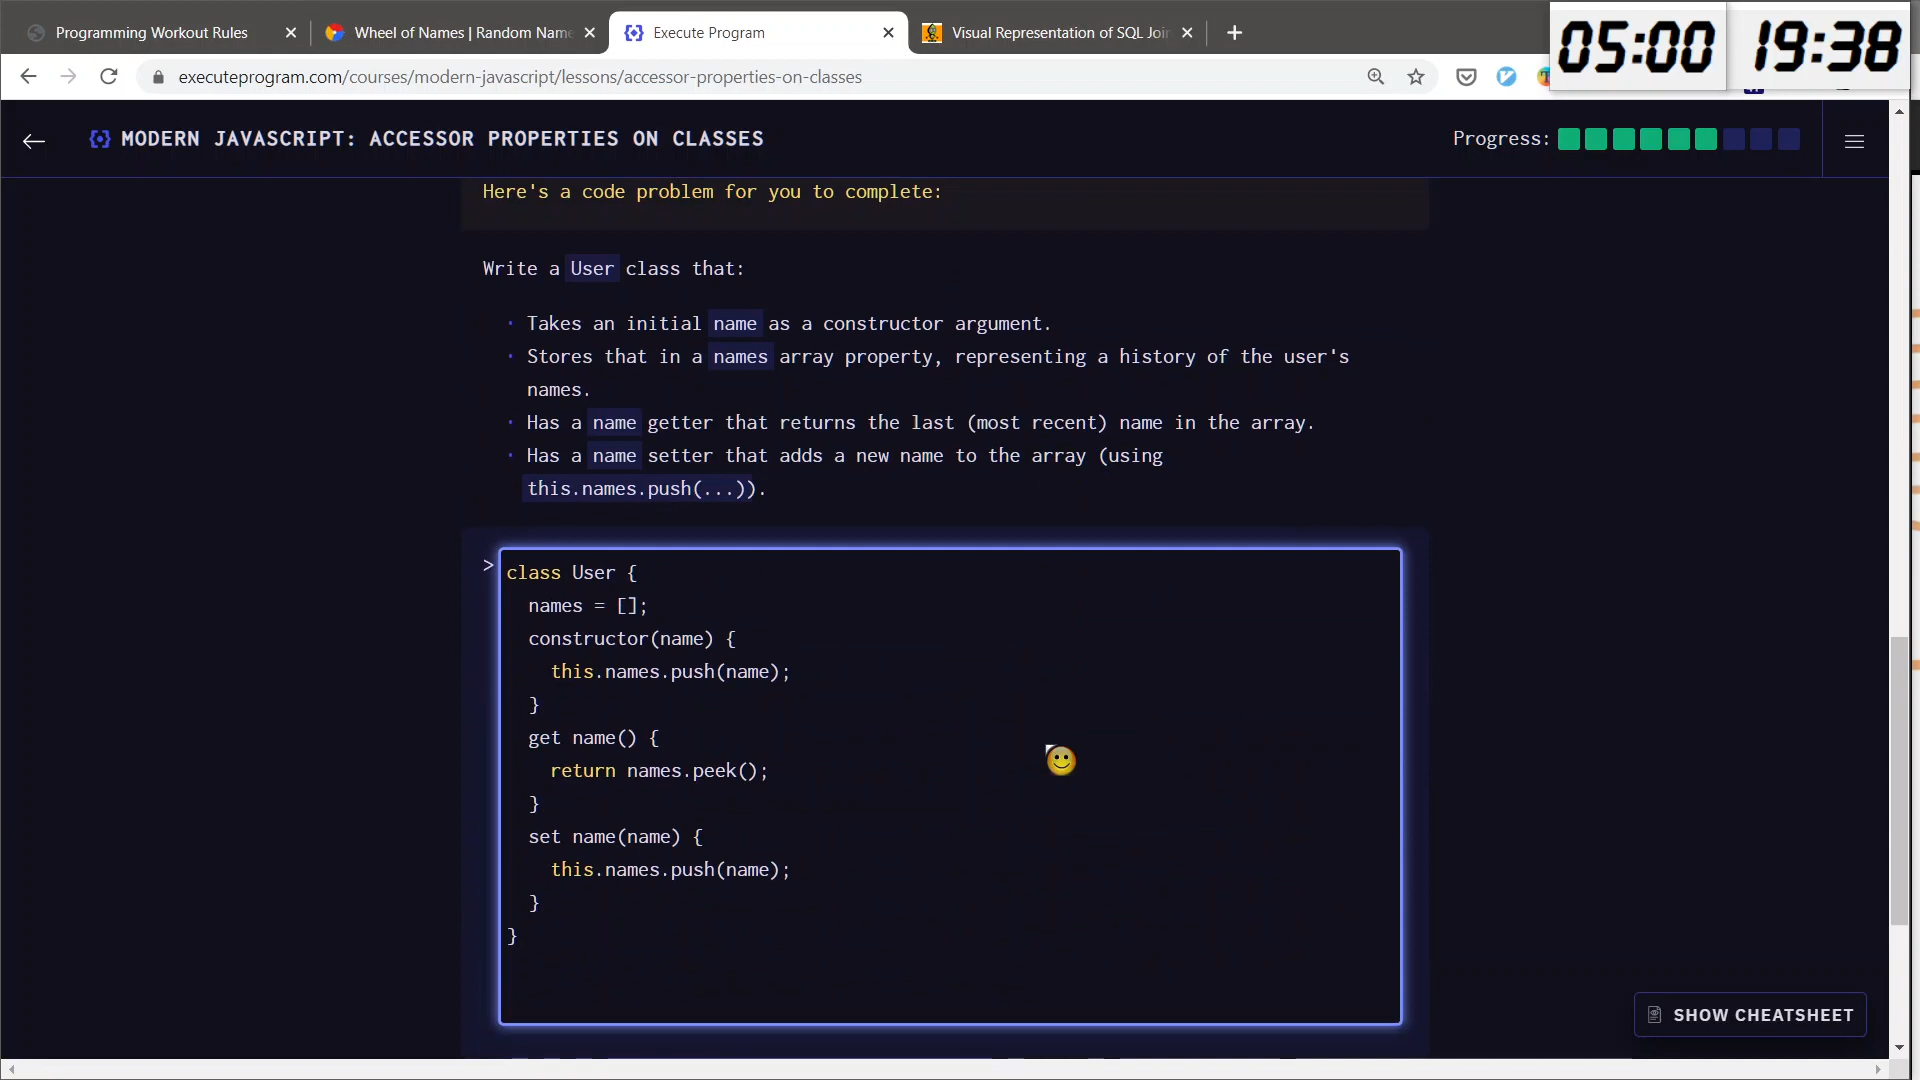 Programming Workout Rules
Wheel of Names | Random Name
Execute Program
Visual Representation of SQL Join
05:00
19:38
executeprogram.com/courses/modern-javascript/lessons/accessor-properties-on-classes
MODERN JAVASCRIPT: ACCESSOR PROPERTIES ON CLASSES
Progress:
Here's a code problem for you to complete:
Write a User class that:
· Takes an initial name as a constructor argument.
· Stores that in a names array property, representing a history of the user's
names.
· Has a name getter that returns the last (most recent) name in the array.
· Has a name setter that adds a new name to the array (using
this.names.push(...)).
> class User {
names = [];
constructor(name) {
this.names.push(name);
}
get name() {
return names.peek();
}
set name(name) {
this.names.push(name);
}
}
SHOW CHEATSHEET